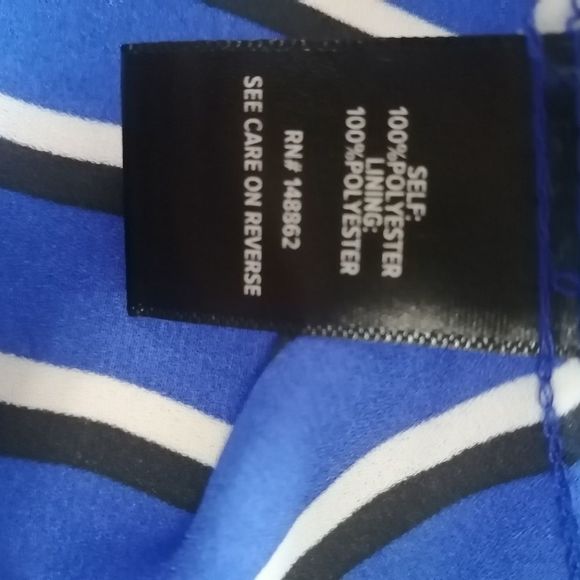 SELF:
100%POLYESTER
LINING:
100%POLYESTER
RN# 148862
SEE CARE ON REVERSE